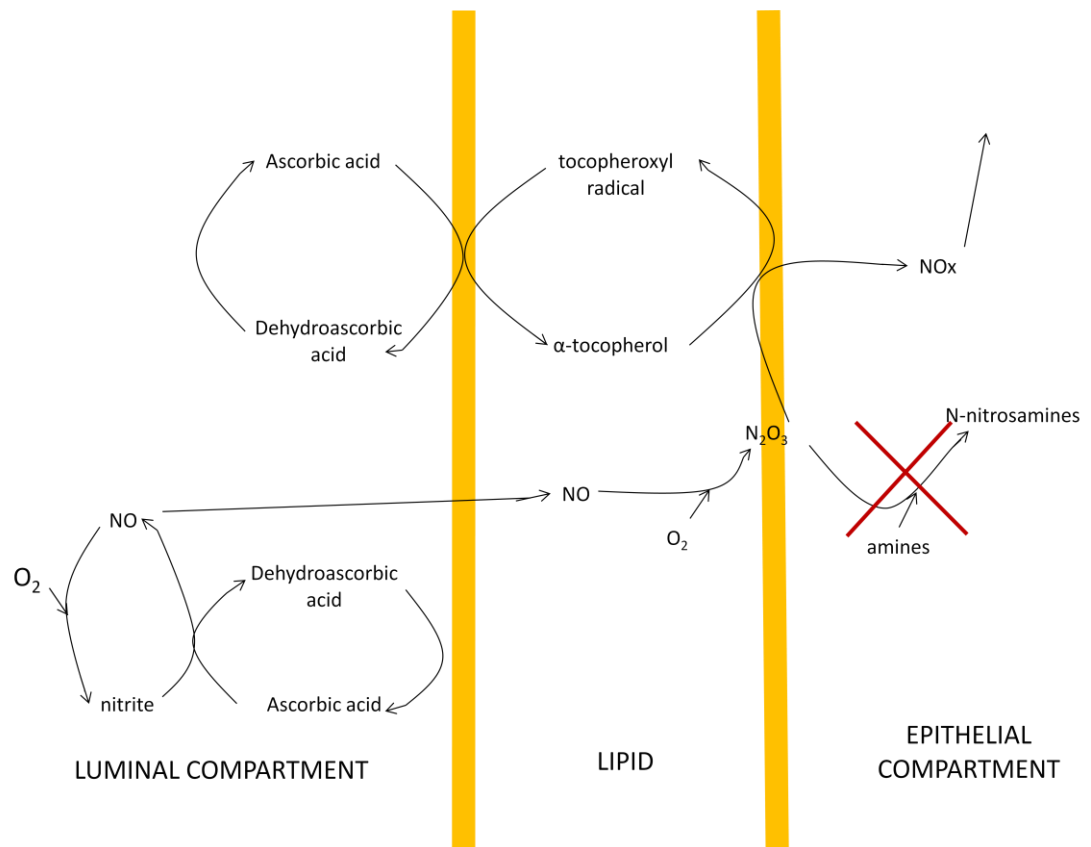 Ascorbic acid
tocopheroxyl
radical
NOx
Dehydroascorbic
acid
α-tocopherol
N-nitrosamines
N₂O₃
NO
NO
O₂
amines
O₂
Dehydroascorbic
acid
nitrite
Ascorbic acid
LUMINAL COMPARTMENT
LIPID
EPITHELIAL
COMPARTMENT